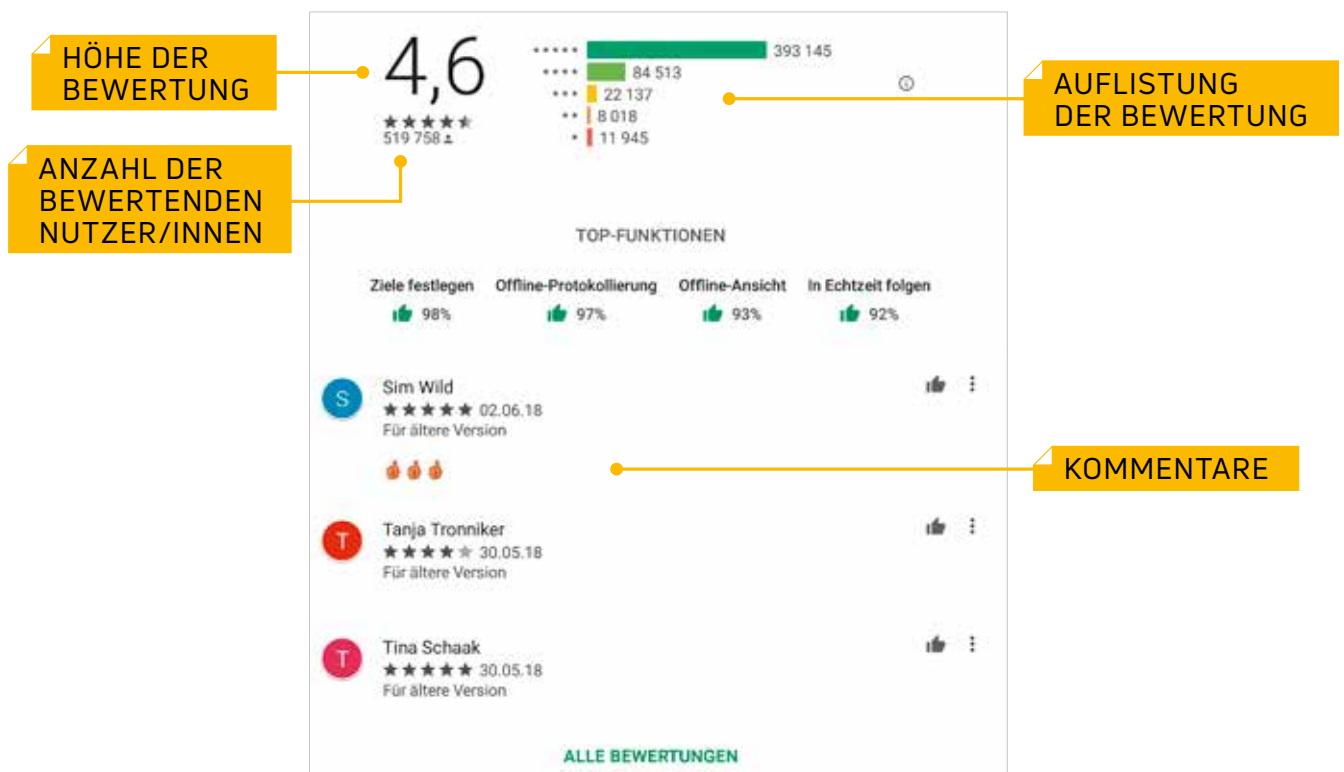 HÖHE DER
BEWERTUNG
4,6
519 758
393 145
84 513
22 137
8 018
11 945
AUFLISTUNG
DER BEWERTUNG
ANZAHL DER
BEWERTENDEN
NUTZER/INNEN
TOP-FUNKTIONEN
Ziele festlegen Offline-Protokollierung Offline-Ansicht In Echtzeit folgen
98% 97% 93% 92%
S
Sim Wild
02.06.18
Für ältere Version
KOMMENTARE
T
Tanja Tronniker
30.05.18
Für ältere Version
T
Tina Schaak
30.05.18
Für ältere Version
ALLE BEWERTUNGEN